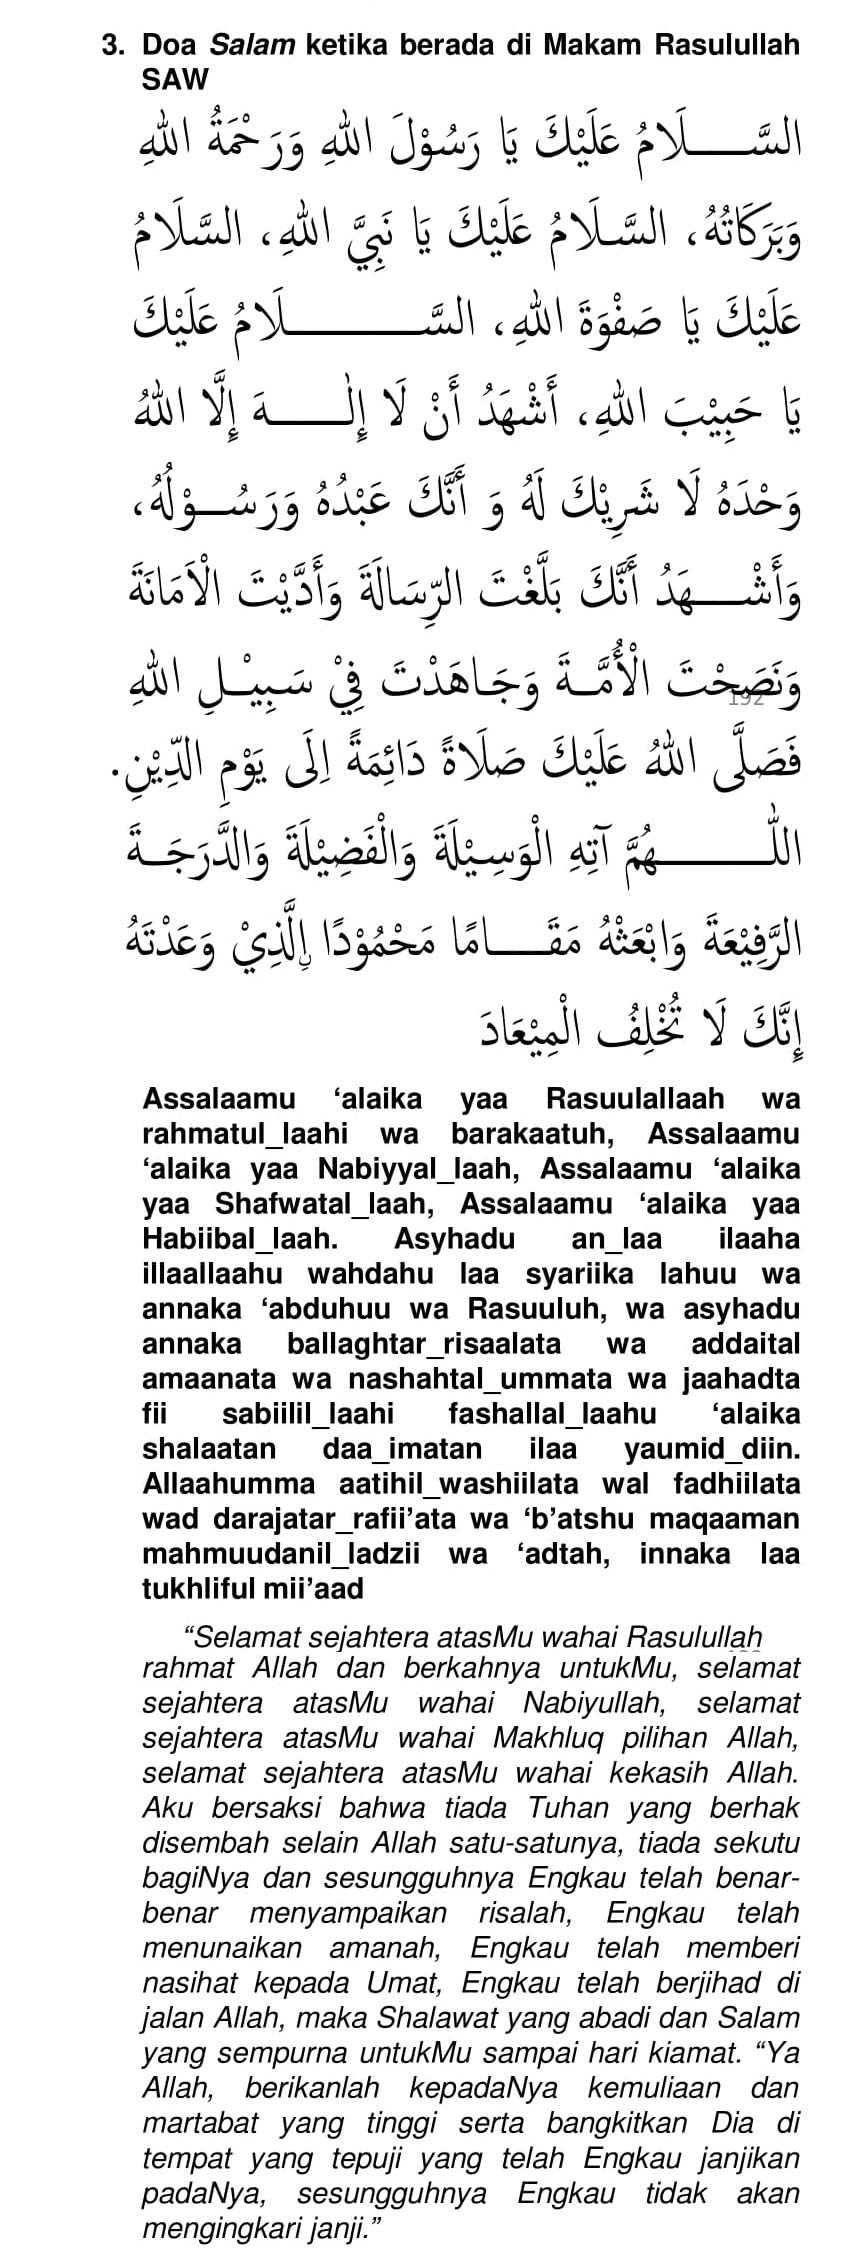 3. Doa Salam ketika berada di Makam Rasulullah
SAW
السَّـــلَامُ عَلَيْكَ يَا رَسُوْلَ اللهِ وَرَحْمَةُ اللهِ
وَبَرَكَاتُهُ، السَّلَامُ عَلَيْكَ يَا نَبِيَّ اللهِ، السَّلَامُ
عَلَيْكَ يَا صَفْوَةَ اللهِ، السَّـــــــلَامُ عَلَيْكَ
يَا حَبِيْبَ اللهِ، أَشْهَدُ أَنْ لَا إِلَـــهَ إِلَّا اللهُ
وَحْدَهُ لَا شَرِيْكَ لَهُ وَ أَنَّكَ عَبْدُهُ وَرَسُـوْلُهُ،
وَأَشْـــهَدُ أَنَّكَ بَلَّغْتَ الرِّسَالَةَ وَأَدَّيْتَ الْأَمَانَةَ
وَنَصَحْتَ الْأُمَّـةَ وَجَاهَدْتَ فِيْ سَبِيْلِ اللهِ
192
فَصَلَّى اللهُ عَلَيْكَ صَلَاةً دَائِمَةً إِلَى يَوْمِ الدِّيْنِ.
اللّٰـــــــهُمَّ آتِهِ الْوَسِيْلَةَ وَالْفَضِيْلَةَ وَالدَّرَجَـةَ
الرَّفِيْعَةَ وَابْعَثْهُ مَقَـــامًا مَحْمُوْدًا إِلَّذِيْ وَعَدْتَهُ
إِنَّكَ لَا تُخْلِفُ الْمِيْعَادَ
Assalaamu ‘alaika yaa Rasuulallaah wa
rahmatul_laahi wa barakaatuh, Assalaamu
‘alaika yaa Nabiyyal_laah, Assalaamu ‘alaika
yaa Shafwatal_laah, Assalaamu ‘alaika yaa
Habiibal_laah. Asyhadu an_laa ilaaha
illaallaahu wahdahu laa syariika lahuu wa
annaka ‘abduhuu wa Rasuuluh, wa asyhadu
annaka ballaghtar_risaalata wa addaital
amaanata wa nashahtal_ummata wa jaahadta
fii sabiilil_laahi fashallal_laahu ‘alaika
shalaatan daa_imatan ilaa yaumid_diin.
Allaahumma aatihil_washiilata wal fadhiilata
wad darajatar_rafii’ata wa ‘b’atshu maqaaman
mahmuudanil_ladzii wa ‘adtah, innaka laa
tukhliful mii’aad
“Selamat sejahtera atasMu wahai Rasulullah
rahmat Allah dan berkahnya untukMu, selamat
sejahtera atasMu wahai Nabiyullah, selamat
sejahtera atasMu wahai Makhluq pilihan Allah,
selamat sejahtera atasMu wahai kekasih Allah.
Aku bersaksi bahwa tiada Tuhan yang berhak
disembah selain Allah satu-satunya, tiada sekutu
bagiNya dan sesungguhnya Engkau telah benar-
benar menyampaikan risalah, Engkau telah
menunaikan amanah, Engkau telah memberi
nasihat kepada Umat, Engkau telah berjihad di
jalan Allah, maka Shalawat yang abadi dan Salam
yang sempurna untukMu sampai hari kiamat. “Ya
Allah, berikanlah kepadaNya kemuliaan dan
martabat yang tinggi serta bangkitkan Dia di
tempat yang tepuji yang telah Engkau janjikan
padaNya, sesungguhnya Engkau tidak akan
mengingkari janji.”